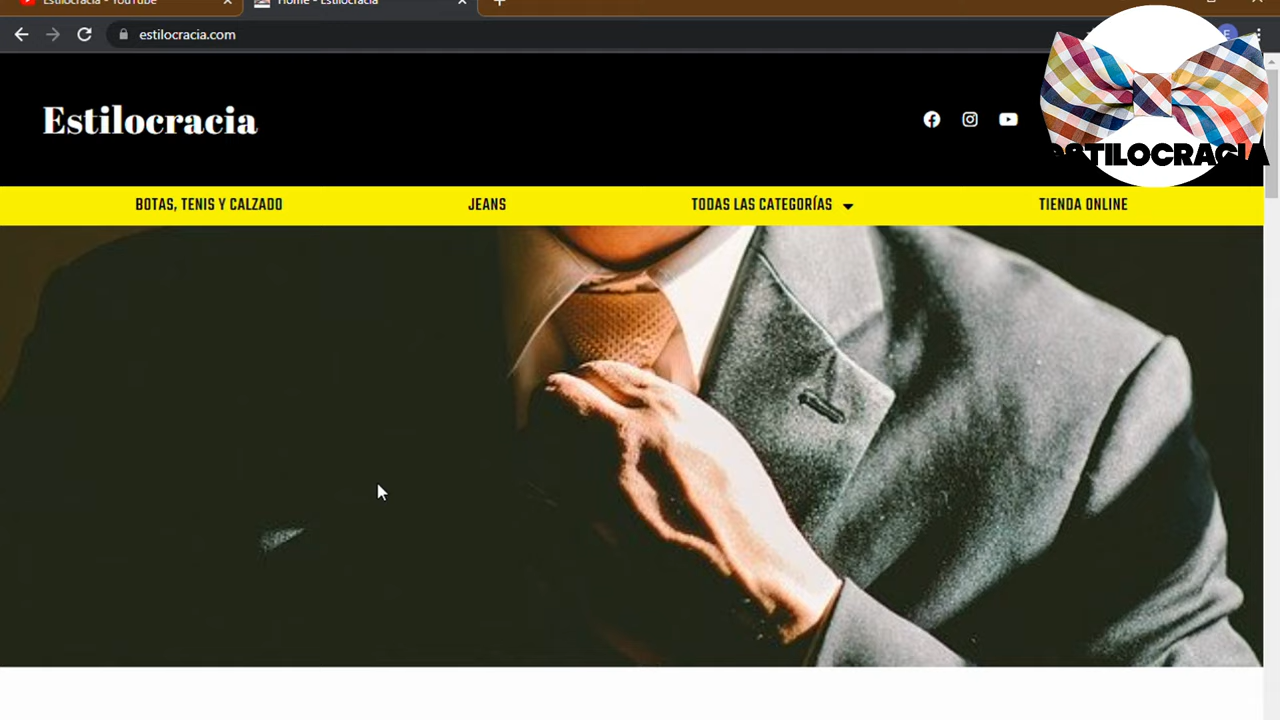 Estilocracia - YouTube
Home - Estilocracia
estilocracia.com
E
Estilocracia
ESTILOCRACIA
BOTAS, TENIS Y CALZADO
JEANS
TODAS LAS CATEGORÍAS
TIENDA ONLINE